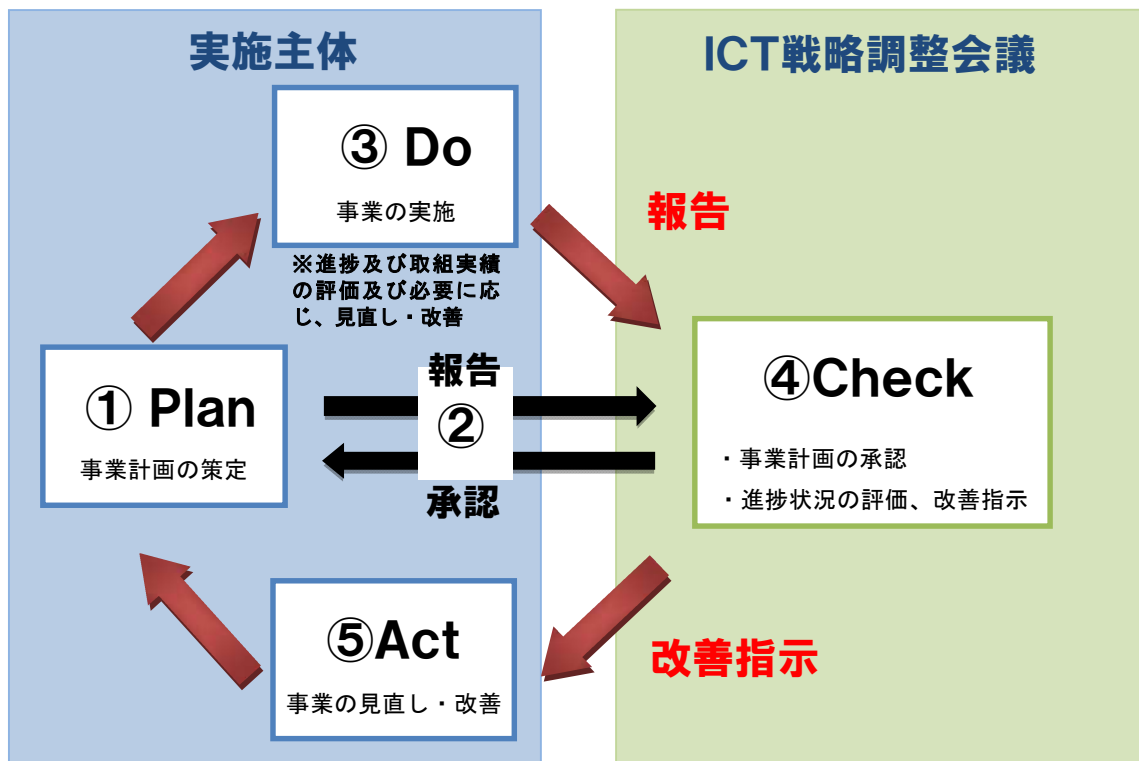 実施主体
ICT戦略調整会議
③ Do
事業の実施
※進捗及び取組実績
の評価及び必要に応
じ、見直し・改善
報告
① Plan
事業計画の策定
報告
②
承認
④Check
・事業計画の承認
・進捗状況の評価、改善指示
⑤Act
事業の見直し・改善
改善指示